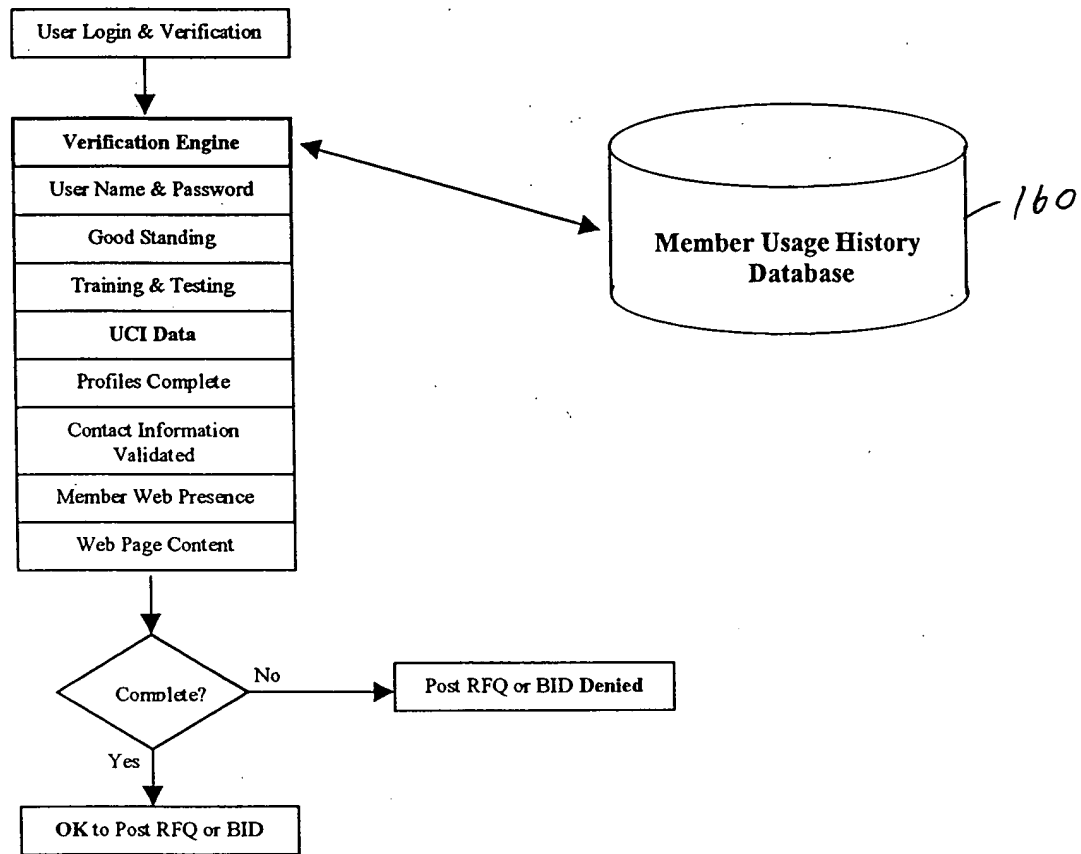 User Login & Verification
Verification Engine
User Name & Password
Good Standing
Training & Testing
UCI Data
Profiles Complete
Contact Information
Validated
Member Web Presence
Web Page Content
Member Usage History
Database
160
Complete?
No
Post RFQ or BID Denied
Yes
OK to Post RFQ or BID